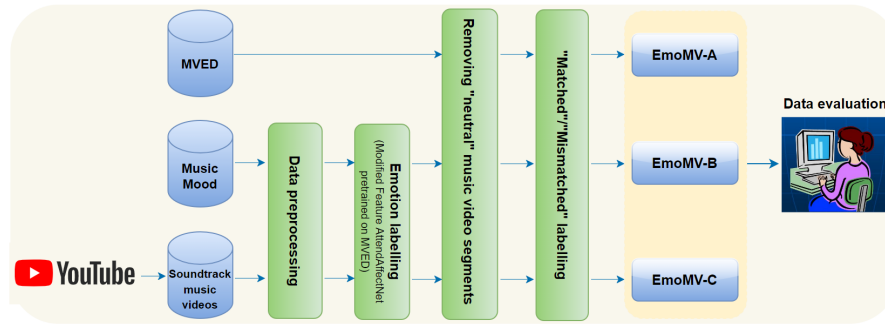 MVED
Music
Mood
YouTube
Soundtrack
music
videos
Data preprocessing
Emotion labelling
(Modified Feature AttendAffectNet
pretrained on MVED)
Removing "neutral" music video segments
"Matched"/"Mismatched" labelling
EmoMV-A
EmoMV-B
EmoMV-C
Data evaluation